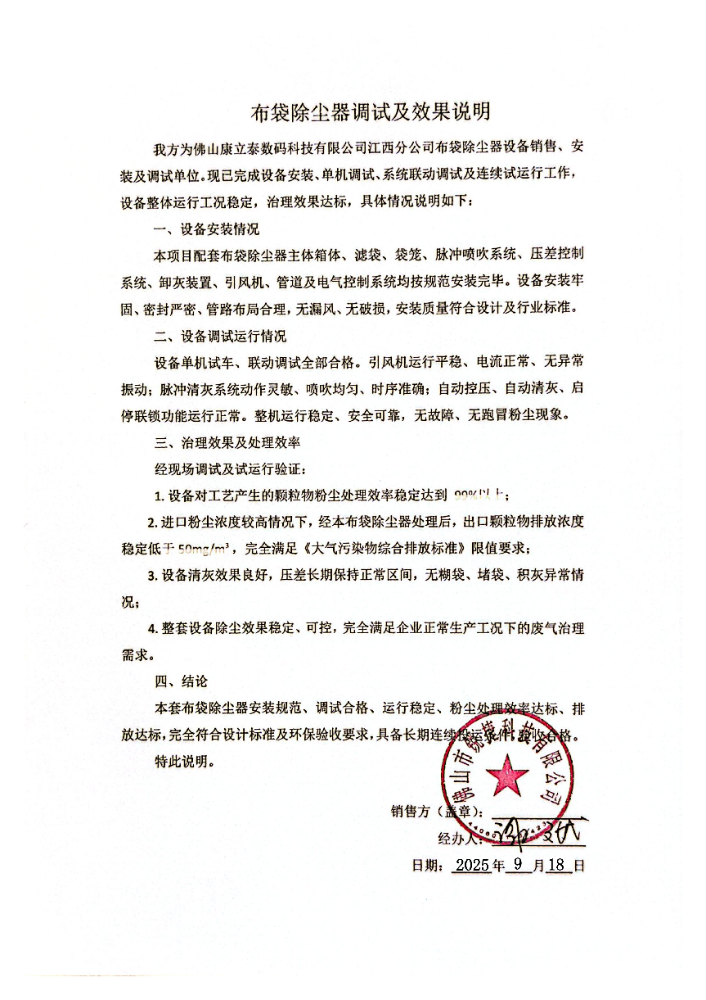 布袋除尘器调试及效果说明
我方为佛山康立泰数码科技有限公司江西分公司布袋除尘器设备销售、安
装及调试单位。现已完成设备安装、单机调试、系统联动调试及连续试运行工作，
设备整体运行工况稳定，治理效果达标，具体情况说明如下：
一、设备安装情况
本项目配套布袋除尘器主体箱体、滤袋、袋笼、脉冲喷吹系统、压差控制
系统、卸灰装置、引风机、管道及电气控制系统均按规范安装完毕。设备安装牢
固、密封严密、管路布局合理，无漏风、无破损，安装质量符合设计及行业标准。
二、设备调试运行情况
设备单机试车、联动调试全部合格。引风机运行平稳、电流正常、无异常
振动；脉冲清灰系统动作灵敏、喷吹均匀、时序准确；自动控压、自动清灰、启
停联锁功能运行正常。整机运行稳定、安全可靠，无故障、无跑冒粉尘现象。
三、治理效果及处理效率
经现场调试及试运行验证：
1. 设备对工艺产生的颗粒物粉尘处理效率稳定达到 99%以上；
2. 进口粉尘浓度较高情况下，经本布袋除尘器处理后，出口颗粒物排放浓度
稳定低于 50mg/m³，完全满足《大气污染物综合排放标准》限值要求；
3. 设备清灰效果良好，压差长期保持正常区间，无糊袋、堵袋、积灰异常情
况；
4. 整套设备除尘效果稳定、可控，完全满足企业正常生产工况下的废气治理
需求。
四、结论
本套布袋除尘器安装规范、调试合格、运行稳定、粉尘处理效率达标、排
放达标，完全符合设计标准及环保验收要求，具备长期连续投运条件，验收合格。
特此说明。
佛山市锐捷科技有限公司
销售方（盖章）：
经办人：
日期：2025年 9 月18 日